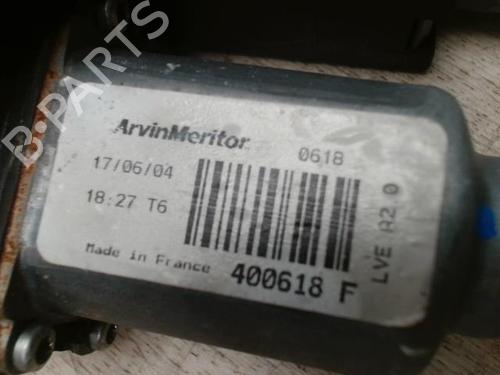 B-PARTS
ArvinMeritor 0618
17/06/04
18:27 T6
Made in France 400618 F
LVE A2.0